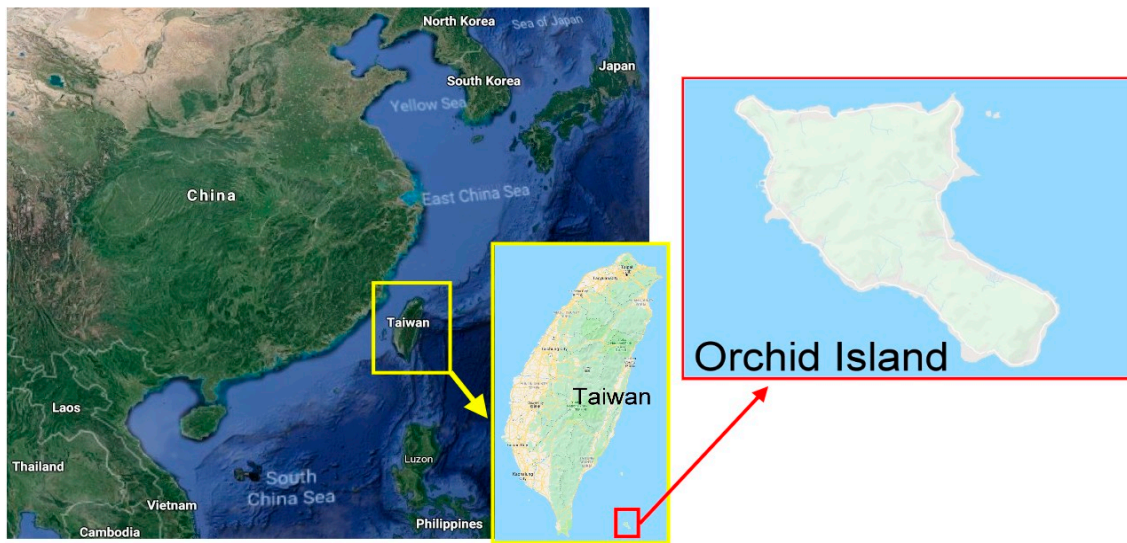 North Korea
Sea of Japan
Japan
South Korea
Yellow Sea
China
East China Sea
Taiwan
Taiwan
Orchid Island
Laos
Luzon
Thailand
South
China Sea
Vietnam
Philippines
Cambodia